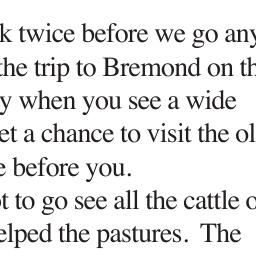 k twice before we go any
the trip to Bremond on th
y when you see a wide
et a chance to visit the ol
e before you.
ot to go see all the cattle o
elped the pastures.  The